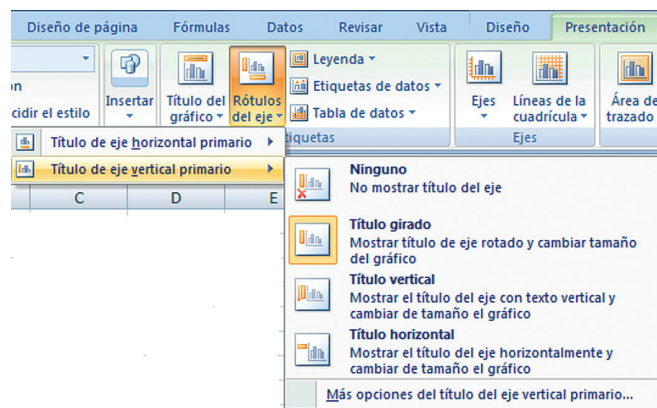 Diseño de página Fórmulas Datos Revisar Vista Diseño Presentación
Insertar
Título del gráfico
Rótulos del eje
Leyenda
Etiquetas de datos
Tabla de datos
Ejes
Líneas de la cuadrícula
Área de trazado
el estilo
Ejes
Título de eje horizontal primario
Título de eje vertical primario
C D E
Ninguno
No mostrar título del eje
Título girado
Mostrar título de eje rotado y cambiar tamaño
del gráfico
Título vertical
Mostrar el título del eje con texto vertical y
cambiar de tamaño el gráfico
Título horizontal
Mostrar el título del eje horizontalmente y
cambiar de tamaño el gráfico
Más opciones del título del eje vertical primario...